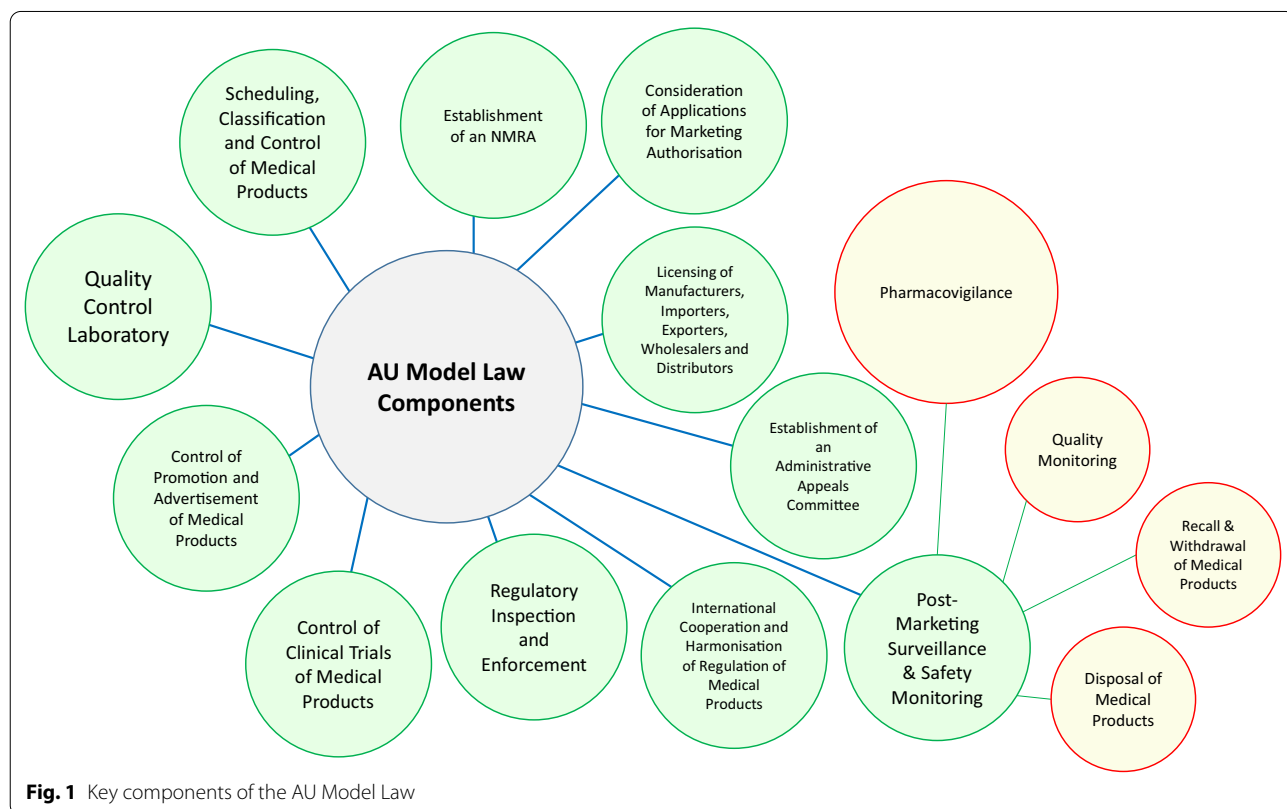 Scheduling,
Classification
and Control
of Medical
Products
Establishment
of an NMRA
Consideration
of Applications
for Marketing
Authorisation
Quality
Control
Laboratory
Licensing of
Manufacturers,
Importers,
Exporters,
Wholesalers and
Distributors
Pharmacovigilance
AU Model Law
Components
Establishment of
an
Administrative
Appeals
Committee
Quality
Monitoring
Control of
Promotion and
Advertisement
of Medical
Products
Recall &
Withdrawal
of Medical
Products
Control of
Clinical Trials
of Medical
Products
Regulatory
Inspection
and
Enforcement
International
Cooperation and
Harmonisation
of Regulation of
Medical
Products
Post-
Marketing
Surveillance
& Safety
Monitoring
Disposal of
Medical
Products
Fig. 1 Key components of the AU Model Law